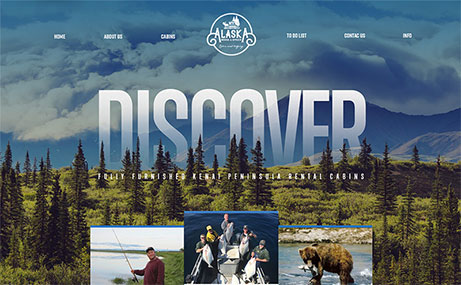 HOME
ABOUT US
CABINS
ALASKA
TO DO LIST
CONTACT US
INFO
DISCOVER
FULLY FURNISHED KENAI PENINSULA RENTAL CABINS